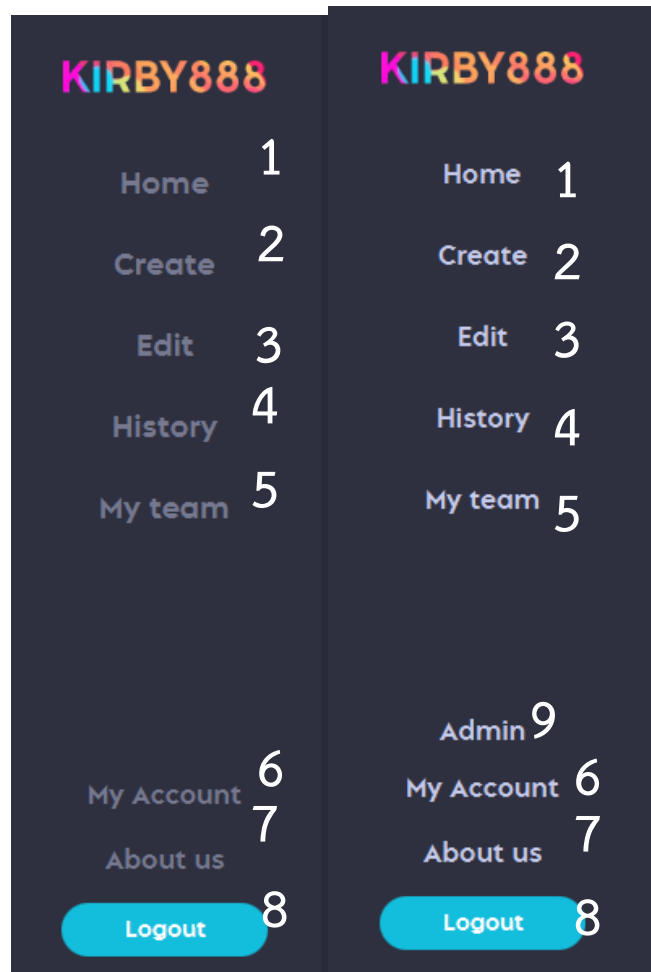 KIRBY888
Home 1
Create 2
Edit 3
History 4
My team 5
My Account 6
About us 7
Logout 8
KIRBY888
Home 1
Create 2
Edit 3
History 4
My team 5
Admin 9
My Account 6
About us 7
Logout 8